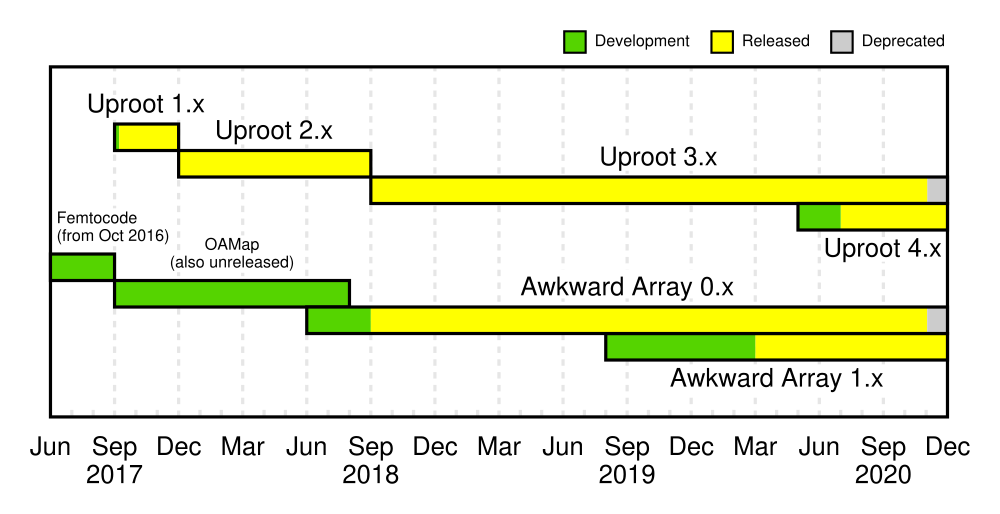 Development Released Deprecated
Uproot 1.x
Uproot 2.x
Uproot 3.x
Uproot 4.x
Femtocode
(from Oct 2016)
OAMap
(also unreleased)
Awkward Array 0.x
Awkward Array 1.x
Jun Sep Dec Mar Jun Sep Dec Mar Jun Sep Dec Mar Jun Sep Dec
2017 2018 2019 2020